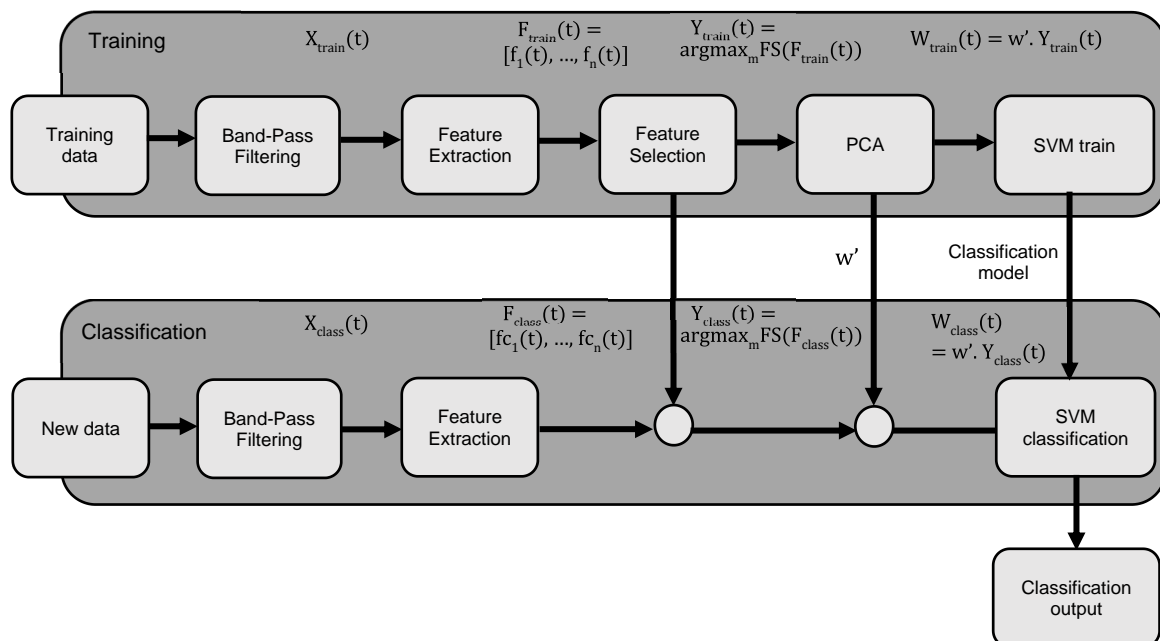 Training
X_train(t)
F_train(t) =
[f_1(t), …, f_n(t)]
Y_train(t) =
argmax_m FS(F_train(t))
W_train(t) = w'. Y_train(t)
Training
data
Band-Pass
Filtering
Feature
Extraction
Feature
Selection
PCA
SVM train
w'
Classification
model
Classification
X_class(t)
F_class(t) =
[fc_1(t), …, fc_n(t)]
Y_class(t) =
argmax_m FS(F_class(t))
W_class(t)
= w'. Y_class(t)
New data
Band-Pass
Filtering
Feature
Extraction
SVM
classification
Classification
output